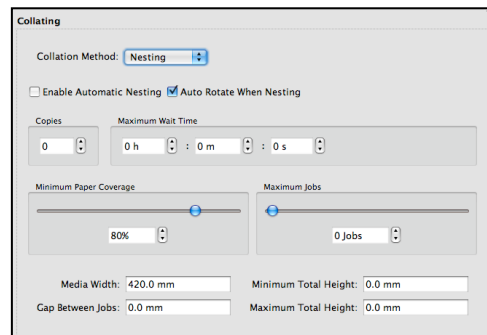 Collating
Collation Method: Nesting
Enable Automatic Nesting Auto Rotate When Nesting
Copies Maximum Wait Time
0 0 h : 0 m : 0 s
Minimum Paper Coverage Maximum Jobs
80% 0 Jobs
Media Width: 420.0 mm Minimum Total Height: 0.0 mm
Gap Between Jobs: 0.0 mm Maximum Total Height: 0.0 mm